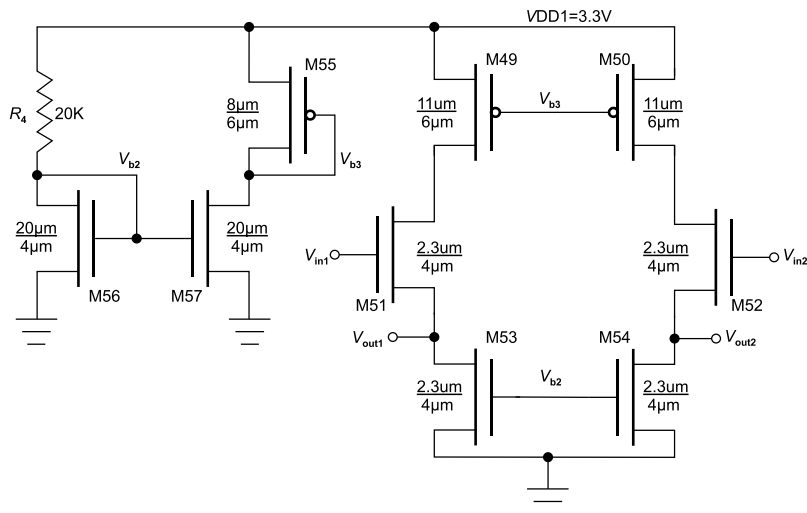 VDD1=3.3V
M55
M49
M50
8μm
6μm
11um
6μm
Vb3
11um
6μm
R4
20K
Vb2
Vb3
20μm
4μm
20μm
4μm
Vin1
2.3um
4μm
2.3um
4μm
Vin2
M56
M57
M51
M52
Vout1
M53
M54
Vout2
2.3um
4μm
Vb2
2.3um
4μm